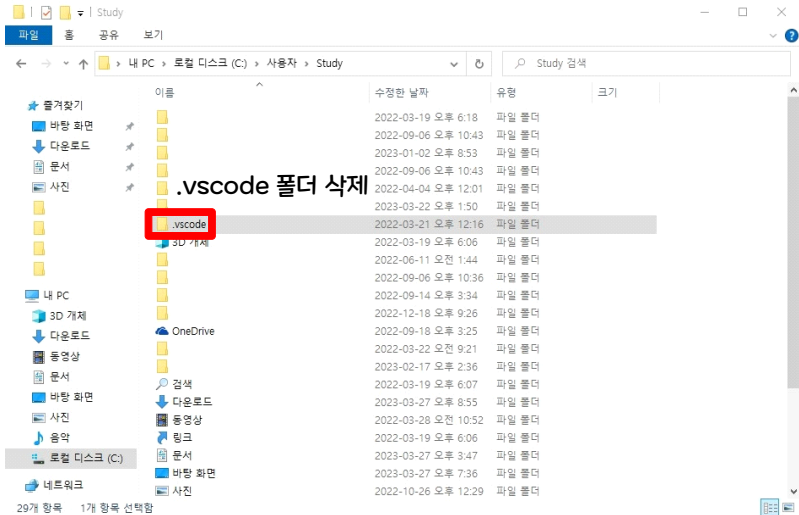 Study
파일 홈 공유 보기
내 PC > 로컬 디스크 (C:) > 사용자 > Study
Study 검색
이름 수정한 날짜 유형 크기
즐겨찾기
바탕 화면
다운로드
문서
사진
내 PC
3D 개체
다운로드
동영상
문서
바탕 화면
사진
음악
로컬 디스크 (C:)
네트워크
2022-03-19 오후 6:18 파일 폴더
2022-09-06 오후 10:43 파일 폴더
2023-01-02 오후 8:53 파일 폴더
2022-09-06 오후 10:43 파일 폴더
.vscode 폴더 삭제
2022-04-04 오후 12:01 파일 폴더
2023-03-22 오후 1:50 파일 폴더
.vscode 2022-03-21 오후 12:16 파일 폴더
3D 개체 2022-03-19 오후 6:06 파일 폴더
2022-06-11 오전 1:44 파일 폴더
2022-09-06 오후 10:36 파일 폴더
2022-09-14 오후 3:34 파일 폴더
2022-12-18 오후 9:26 파일 폴더
OneDrive 2022-09-18 오후 3:25 파일 폴더
2022-03-22 오전 9:21 파일 폴더
2023-02-17 오후 2:36 파일 폴더
검색 2022-03-19 오후 6:07 파일 폴더
다운로드 2023-03-27 오후 8:55 파일 폴더
동영상 2022-03-28 오전 10:52 파일 폴더
링크 2022-03-19 오후 6:06 파일 폴더
문서 2023-03-27 오후 3:47 파일 폴더
바탕 화면 2023-03-27 오후 7:36 파일 폴더
사진 2022-10-26 오후 12:29 파일 폴더
29개 항목 1개 항목 선택함